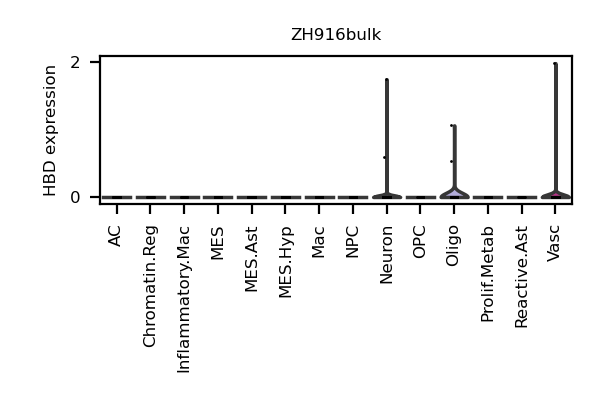 ZH916bulk
HBD expression
2
0
AC
Chromatin.Reg
Inflammatory.Mac
MES
MES.Ast
MES.Hyp
Mac
NPC
Neuron
OPC
Oligo
Prolif.Metab
Reactive.Ast
Vasc